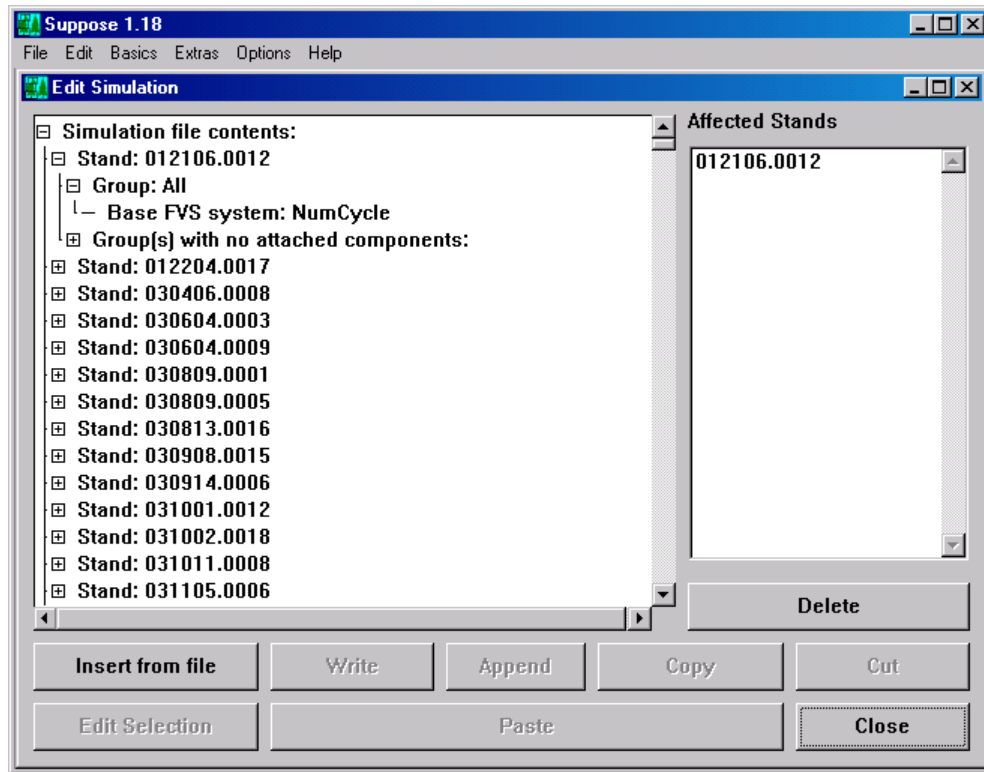 Suppose 1.18
File Edit Basics Extras Options Help
Edit Simulation
Simulation file contents:
Stand: 012106.0012
Group: All
Base FVS system: NumCycle
Group(s) with no attached components:
Stand: 012204.0017
Stand: 030406.0008
Stand: 030604.0003
Stand: 030604.0009
Stand: 030809.0001
Stand: 030809.0005
Stand: 030813.0016
Stand: 030908.0015
Stand: 030914.0006
Stand: 031001.0012
Stand: 031002.0018
Stand: 031011.0008
Stand: 031105.0006
Affected Stands
012106.0012
Delete
Insert from file Write Append Copy Cut
Edit Selection Paste Close